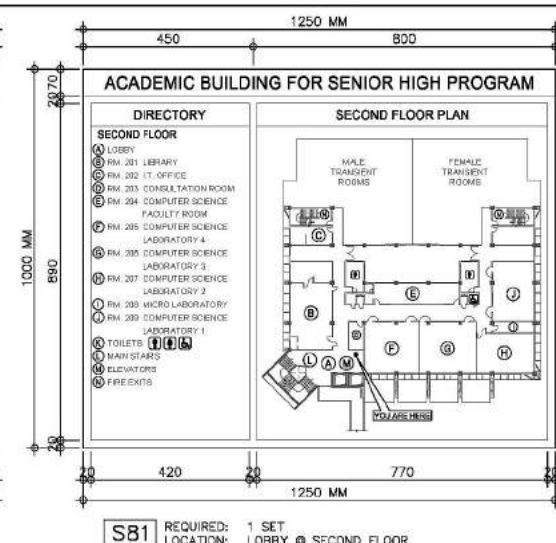 1250 MM
450
800
2070
ACADEMIC BUILDING FOR SENIOR HIGH PROGRAM
DIRECTORY
SECOND FLOOR
A LOBBY
B RM. 201 LIBRARY
C RM. 202 I.T. OFFICE
D RM. 203 CONSULTATION ROOM
E RM. 204 COMPUTER SCIENCE
FACULTY ROOM
F RM. 205 COMPUTER SCIENCE
LABORATORY 4
G RM. 206 COMPUTER SCIENCE
LABORATORY 3
H RM. 207 COMPUTER SCIENCE
LABORATORY 2
I RM. 208 MICRO LABORATORY
J RM. 209 COMPUTER SCIENCE
LABORATORY 1
K TOILETS
L MAIN STAIRS
M ELEVATORS
N FIRE EXITS
SECOND FLOOR PLAN
MALE
TRANSIENT
ROOMS
FEMALE
TRANSIENT
ROOMS
N
N
C
E
J
B
I
D
F
G
H
L A M
YOU ARE HERE
1000 MM
890
20
20
420
20
770
20
1250 MM
S81
REQUIRED: 1 SET
LOCATION: LOBBY @ SECOND FLOOR